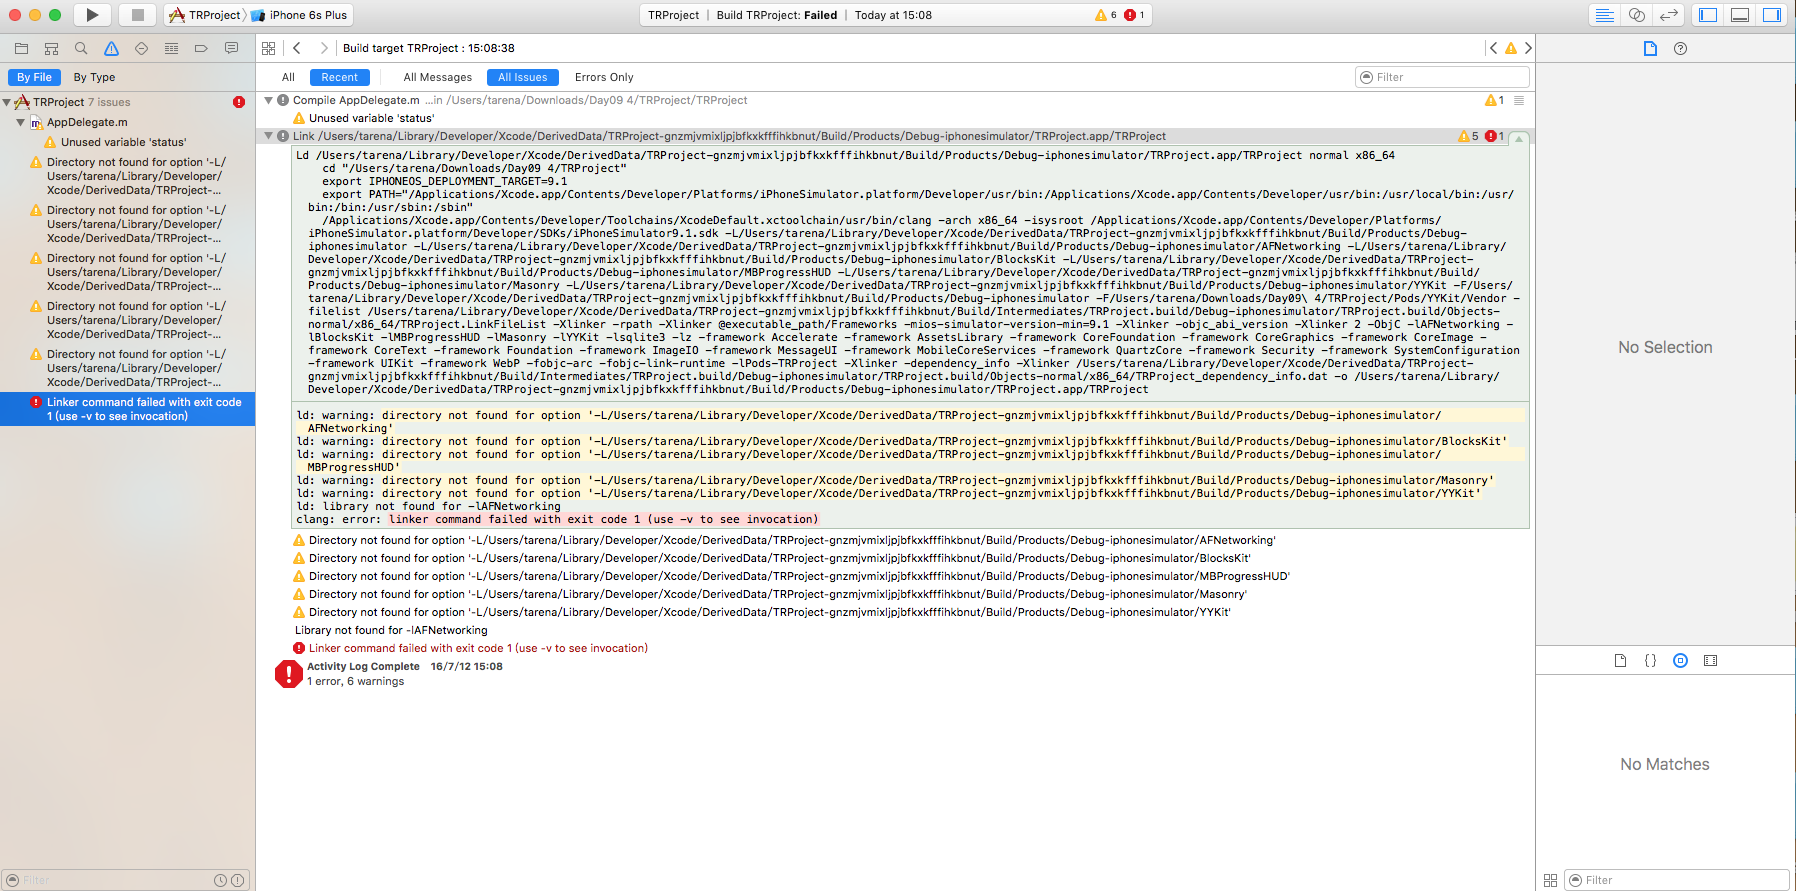 TRProject iPhone 6s Plus
TRProject | Build TRProject: Failed | Today at 15:08 6 1
Build target TRProject : 15:08:38
By File By Type
All Recent All Messages All Issues Errors Only Filter
TRProject 7 issues
AppDelegate.m
Unused variable 'status'
Directory not found for option '-L/
Users/tarena/Library/Developer/
Xcode/DerivedData/TRProject-...
Directory not found for option '-L/
Users/tarena/Library/Developer/
Xcode/DerivedData/TRProject-...
Directory not found for option '-L/
Users/tarena/Library/Developer/
Xcode/DerivedData/TRProject-...
Directory not found for option '-L/
Users/tarena/Library/Developer/
Xcode/DerivedData/TRProject-...
Directory not found for option '-L/
Users/tarena/Library/Developer/
Xcode/DerivedData/TRProject-...
Linker command failed with exit code
1 (use -v to see invocation)
Filter
Compile AppDelegate.m ...in /Users/tarena/Downloads/Day09 4/TRProject/TRProject 1
Unused variable 'status'
Link /Users/tarena/Library/Developer/Xcode/DerivedData/TRProject-gnzmjvmixljpjbfkxkfffihkbnut/Build/Products/Debug-iphonesimulator/TRProject.app/TRProject 5 1
Ld /Users/tarena/Library/Developer/Xcode/DerivedData/TRProject-gnzmjvmixljpjbfkxkfffihkbnut/Build/Products/Debug-iphonesimulator/TRProject.app/TRProject normal x86_64
cd "/Users/tarena/Downloads/Day09 4/TRProject"
export IPHONEOS_DEPLOYMENT_TARGET=9.1
export PATH="/Applications/Xcode.app/Contents/Developer/Platforms/iPhoneSimulator.platform/Developer/usr/bin:/Applications/Xcode.app/Contents/Developer/usr/bin:/usr/local/bin:/usr/
bin:/bin:/usr/sbin:/sbin"
/Applications/Xcode.app/Contents/Developer/Toolchains/XcodeDefault.xctoolchain/usr/bin/clang -arch x86_64 -isysroot /Applications/Xcode.app/Contents/Developer/Platforms/
iPhoneSimulator.platform/Developer/SDKs/iPhoneSimulator9.1.sdk -L/Users/tarena/Library/Developer/Xcode/DerivedData/TRProject-gnzmjvmixljpjbfkxkfffihkbnut/Build/Products/Debug-
iphonesimulator -L/Users/tarena/Library/Developer/Xcode/DerivedData/TRProject-gnzmjvmixljpjbfkxkfffihkbnut/Build/Products/Debug-iphonesimulator/AFNetworking -L/Users/tarena/Library/
Developer/Xcode/DerivedData/TRProject-gnzmjvmixljpjbfkxkfffihkbnut/Build/Products/Debug-iphonesimulator/BlocksKit -L/Users/tarena/Library/Developer/Xcode/DerivedData/TRProject-
gnzmjvmixljpjbfkxkfffihkbnut/Build/Products/Debug-iphonesimulator/MBProgressHUD -L/Users/tarena/Library/Developer/Xcode/DerivedData/TRProject-gnzmjvmixljpjbfkxkfffihkbnut/Build/
Products/Debug-iphonesimulator/Masonry -L/Users/tarena/Library/Developer/Xcode/DerivedData/TRProject-gnzmjvmixljpjbfkxkfffihkbnut/Build/Products/Debug-iphonesimulator/YYKit -F/Users/
tarena/Library/Developer/Xcode/DerivedData/TRProject-gnzmjvmixljpjbfkxkfffihkbnut/Build/Products/Debug-iphonesimulator -F/Users/tarena/Downloads/Day09\ 4/TRProject/Pods/YYKit/Vendor -
filelist /Users/tarena/Library/Developer/Xcode/DerivedData/TRProject-gnzmjvmixljpjbfkxkfffihkbnut/Build/Intermediates/TRProject.build/Debug-iphonesimulator/TRProject.build/Objects-
normal/x86_64/TRProject.LinkFileList -Xlinker -rpath -Xlinker @executable_path/Frameworks -mios-simulator-version-min=9.1 -Xlinker -objc_abi_version -Xlinker 2 -ObjC -lAFNetworking -
lBlocksKit -lMBProgressHUD -lMasonry -lYYKit -lsqlite3 -lz -framework Accelerate -framework AssetsLibrary -framework CoreFoundation -framework CoreGraphics -framework CoreImage -
framework CoreText -framework Foundation -framework ImageIO -framework MessageUI -framework MobileCoreServices -framework QuartzCore -framework Security -framework SystemConfiguration
-framework UIKit -framework WebP -fobjc-arc -fobjc-link-runtime -lPods-TRProject -Xlinker -dependency_info -Xlinker /Users/tarena/Library/Developer/Xcode/DerivedData/TRProject-
gnzmjvmixljpjbfkxkfffihkbnut/Build/Intermediates/TRProject.build/Debug-iphonesimulator/TRProject.build/Objects-normal/x86_64/TRProject_dependency_info.dat -o /Users/tarena/Library/
Developer/Xcode/DerivedData/TRProject-gnzmjvmixljpjbfkxkfffihkbnut/Build/Products/Debug-iphonesimulator/TRProject.app/TRProject
ld: warning: directory not found for option '-L/Users/tarena/Library/Developer/Xcode/DerivedData/TRProject-gnzmjvmixljpjbfkxkfffihkbnut/Build/Products/Debug-iphonesimulator/
AFNetworking'
ld: warning: directory not found for option '-L/Users/tarena/Library/Developer/Xcode/DerivedData/TRProject-gnzmjvmixljpjbfkxkfffihkbnut/Build/Products/Debug-iphonesimulator/BlocksKit'
ld: warning: directory not found for option '-L/Users/tarena/Library/Developer/Xcode/DerivedData/TRProject-gnzmjvmixljpjbfkxkfffihkbnut/Build/Products/Debug-iphonesimulator/
MBProgressHUD'
ld: warning: directory not found for option '-L/Users/tarena/Library/Developer/Xcode/DerivedData/TRProject-gnzmjvmixljpjbfkxkfffihkbnut/Build/Products/Debug-iphonesimulator/Masonry'
ld: warning: directory not found for option '-L/Users/tarena/Library/Developer/Xcode/DerivedData/TRProject-gnzmjvmixljpjbfkxkfffihkbnut/Build/Products/Debug-iphonesimulator/YYKit'
ld: library not found for -lAFNetworking
clang: error: linker command failed with exit code 1 (use -v to see invocation)
Directory not found for option '-L/Users/tarena/Library/Developer/Xcode/DerivedData/TRProject-gnzmjvmixljpjbfkxkfffihkbnut/Build/Products/Debug-iphonesimulator/AFNetworking'
Directory not found for option '-L/Users/tarena/Library/Developer/Xcode/DerivedData/TRProject-gnzmjvmixljpjbfkxkfffihkbnut/Build/Products/Debug-iphonesimulator/BlocksKit'
Directory not found for option '-L/Users/tarena/Library/Developer/Xcode/DerivedData/TRProject-gnzmjvmixljpjbfkxkfffihkbnut/Build/Products/Debug-iphonesimulator/MBProgressHUD'
Directory not found for option '-L/Users/tarena/Library/Developer/Xcode/DerivedData/TRProject-gnzmjvmixljpjbfkxkfffihkbnut/Build/Products/Debug-iphonesimulator/Masonry'
Directory not found for option '-L/Users/tarena/Library/Developer/Xcode/DerivedData/TRProject-gnzmjvmixljpjbfkxkfffihkbnut/Build/Products/Debug-iphonesimulator/YYKit'
Library not found for -lAFNetworking
Linker command failed with exit code 1 (use -v to see invocation)
Activity Log Complete 16/7/12 15:08
1 error, 6 warnings
No Selection
No Matches
Filter